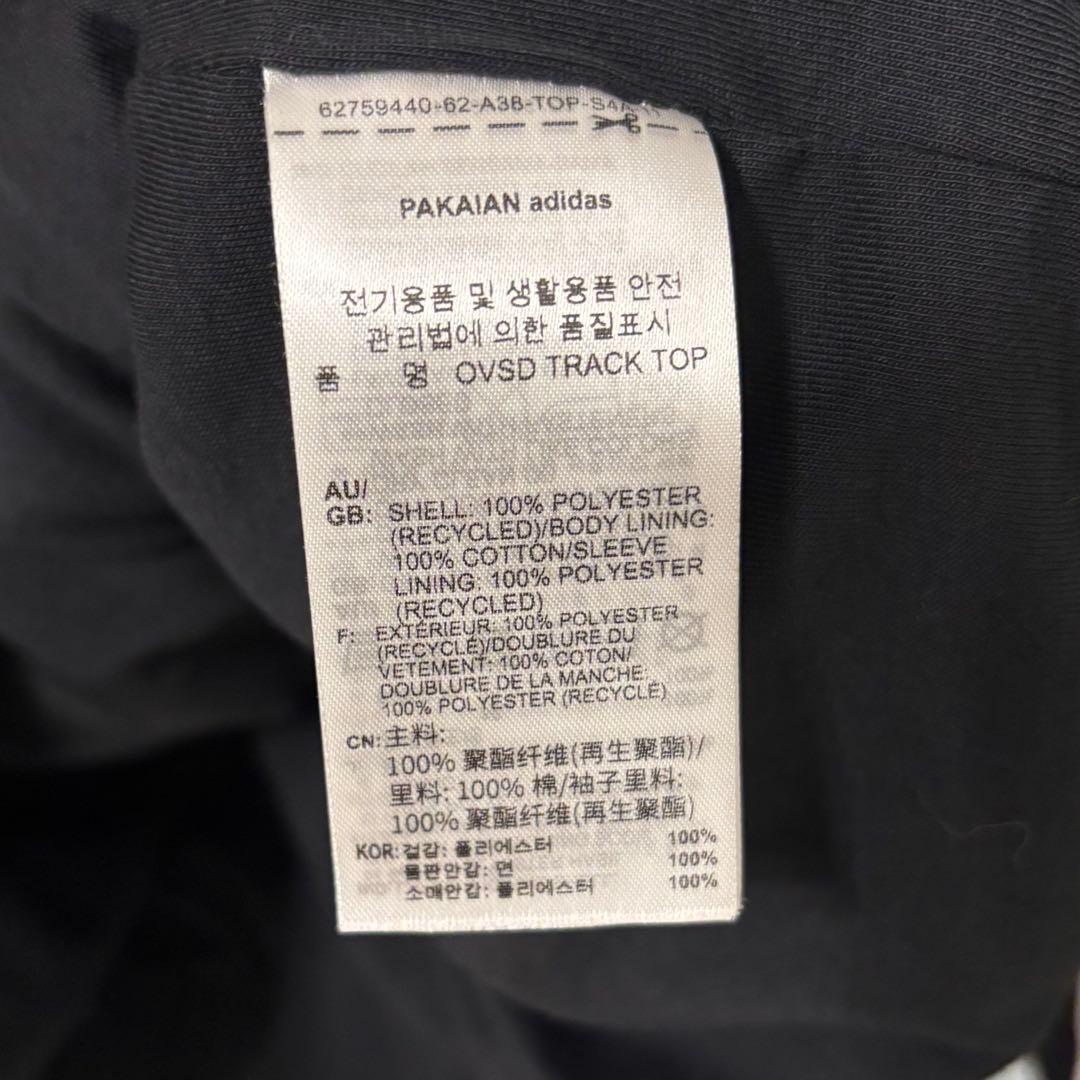 62759440-62-A38-TOP-
PAKAIAN adidas
전기용품 및 생활용품 안전
관리법에 의한 품질표시
품 명 OVSD TRACK TOP
AU/
GB: SHELL: 100% POLYESTER
(RECYCLED)/BODY LINING:
100% COTTON/SLEEVE
LINING: 100% POLYESTER
(RECYCLED)
F: EXTÉRIEUR: 100% POLYESTER
(RECYCLÉ)/DOUBLURE DU
VETEMENT: 100% COTON/
DOUBLURE DE LA MANCHE:
100% POLYESTER (RECYCLÉ)
CN: 主料:
100% 聚酯纤维(再生聚酯)/
里料: 100% 棉/袖子里料:
100% 聚酯纤维(再生聚酯)
KOR: 겉감: 폴리에스터 100%
몸판안감: 면 100%
소매안감: 폴리에스터 100%